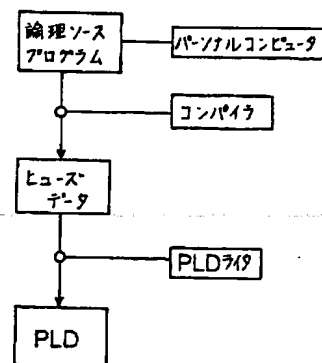 論理ソース
プログラム
パーソナルコンピュータ
コンパイラ
ヒューズ
データ
PLDライタ
PLD